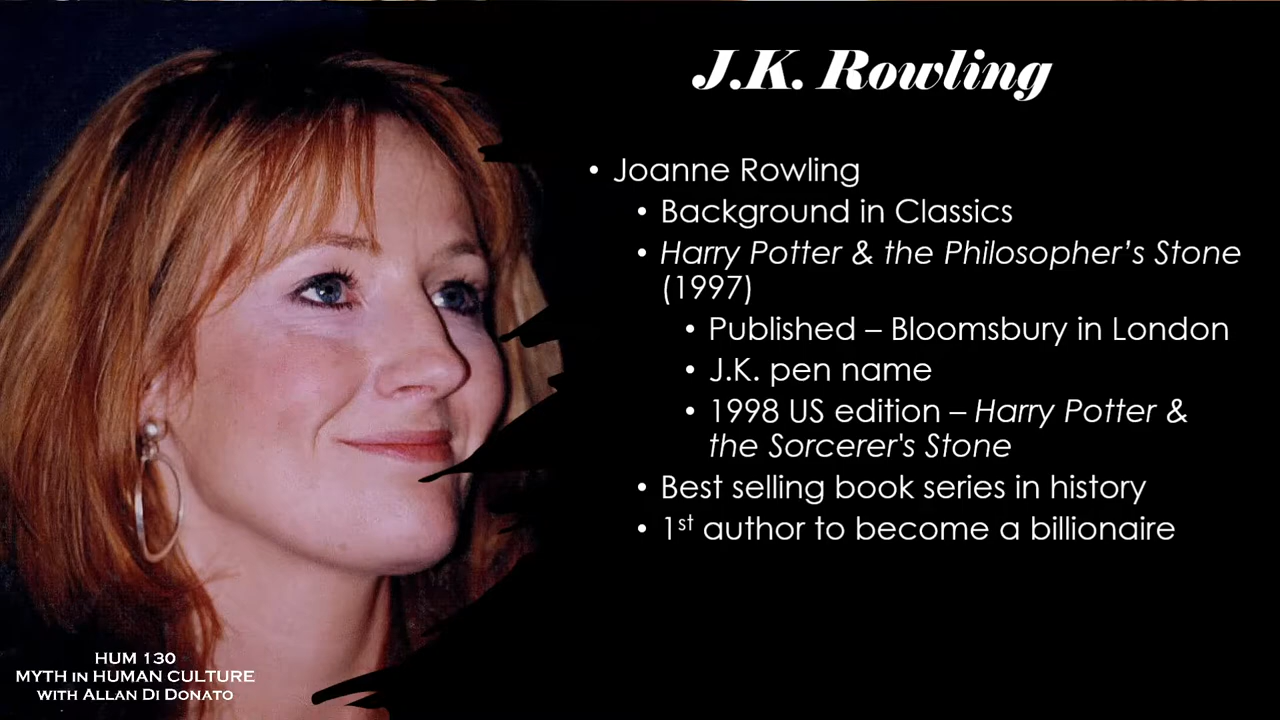 J.K. Rowling
• Joanne Rowling
• Background in Classics
• Harry Potter & the Philosopher’s Stone
(1997)
• Published – Bloomsbury in London
• J.K. pen name
• 1998 US edition – Harry Potter &
the Sorcerer's Stone
• Best selling book series in history
• 1st author to become a billionaire
HUM 130
MYTH in HUMAN CULTURE
WITH ALLAN DI DONATO